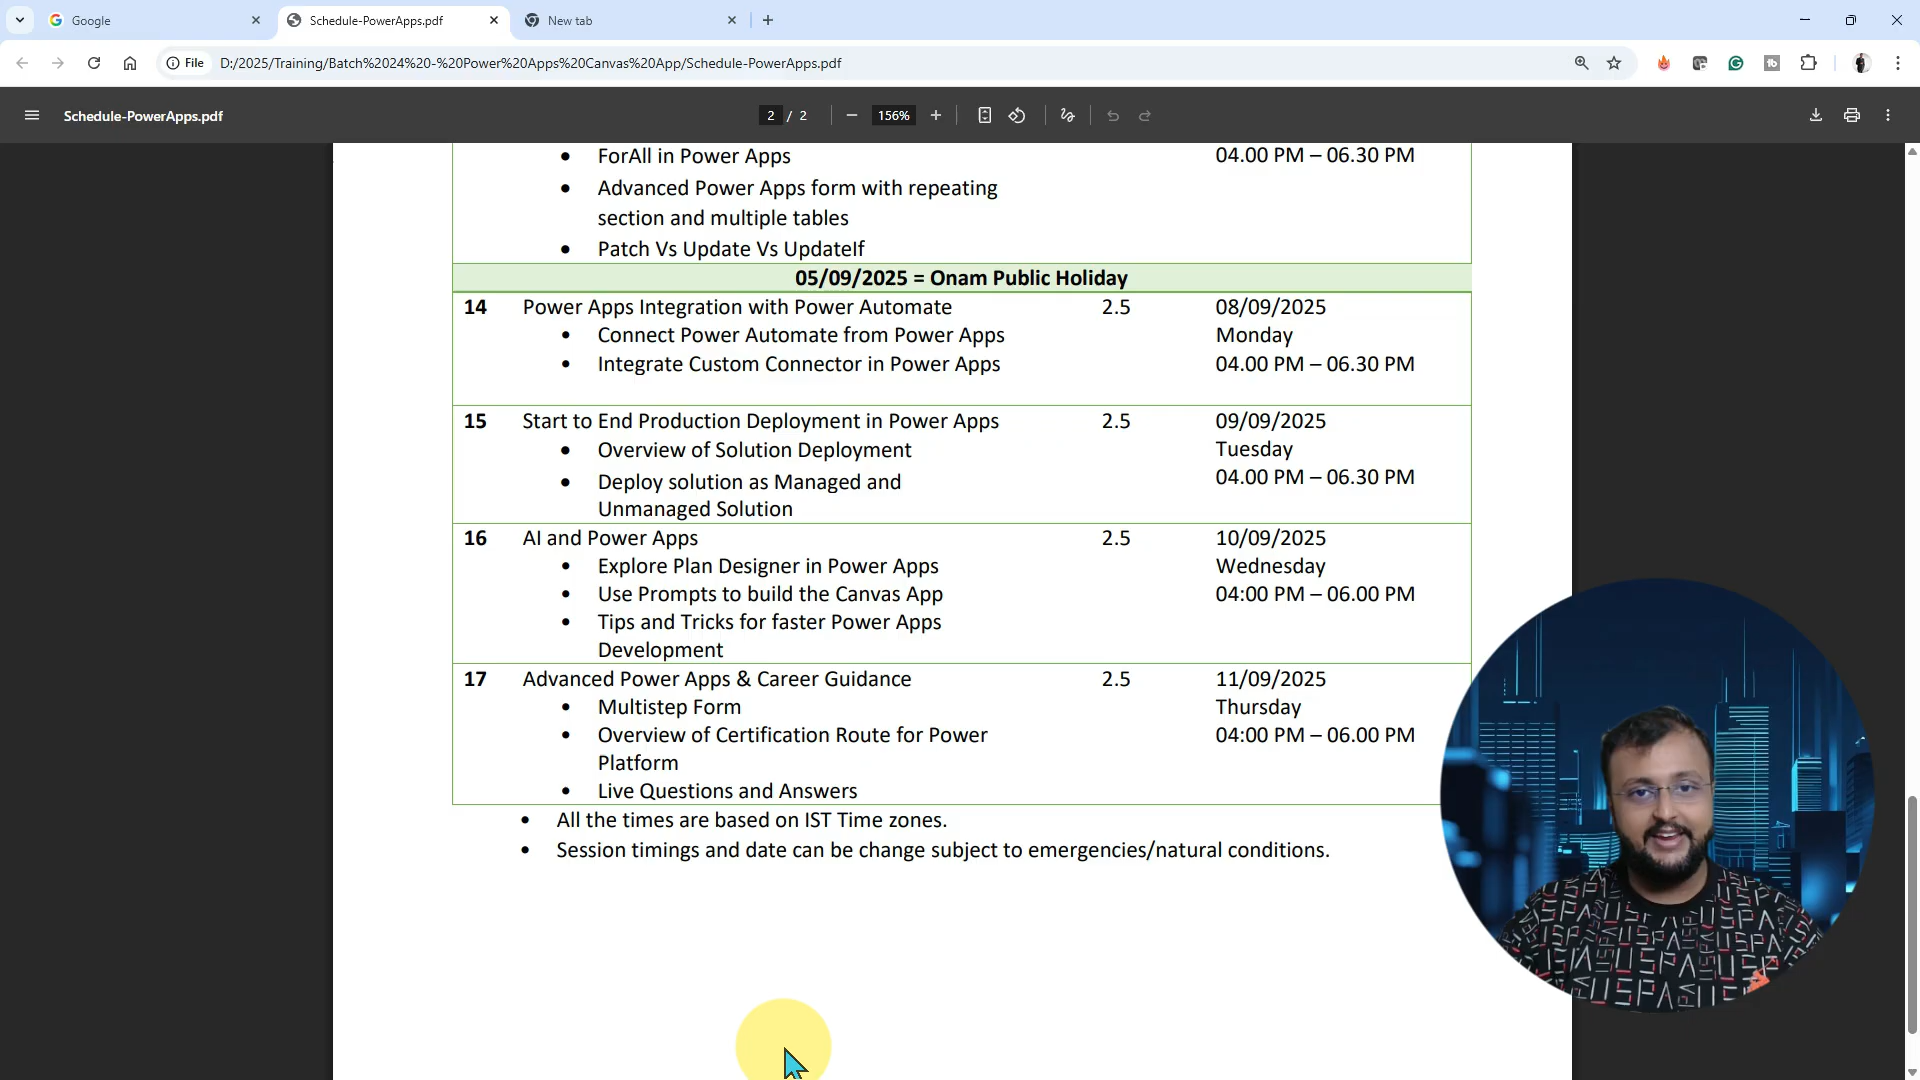 Google
Schedule-PowerApps.pdf
New tab
File
D:/2025/Training/Batch%2024%20-%20Power%20Apps%20Canvas%20App/Schedule-PowerApps.pdf
Schedule-PowerApps.pdf
2 / 2
156%
ForAll in Power Apps
04.00 PM – 06.30 PM
Advanced Power Apps form with repeating
section and multiple tables
Patch Vs Update Vs UpdateIf
05/09/2025 = Onam Public Holiday
14 Power Apps Integration with Power Automate 2.5 08/09/2025
Connect Power Automate from Power Apps Monday
Integrate Custom Connector in Power Apps 04.00 PM – 06.30 PM
15 Start to End Production Deployment in Power Apps 2.5 09/09/2025
Overview of Solution Deployment Tuesday
Deploy solution as Managed and 04.00 PM – 06.30 PM
Unmanaged Solution
16 AI and Power Apps 2.5 10/09/2025
Explore Plan Designer in Power Apps Wednesday
Use Prompts to build the Canvas App 04:00 PM – 06.00 PM
Tips and Tricks for faster Power Apps
Development
17 Advanced Power Apps & Career Guidance 2.5 11/09/2025
Multistep Form Thursday
Overview of Certification Route for Power 04:00 PM – 06.00 PM
Platform
Live Questions and Answers
All the times are based on IST Time zones.
Session timings and date can be change subject to emergencies/natural conditions.